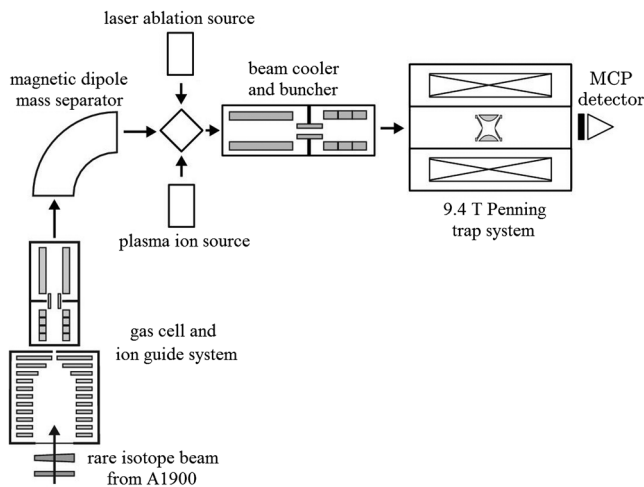 laser ablation source
magnetic dipole
mass separator
beam cooler
and buncher
MCP
detector
plasma ion source
9.4 T Penning
trap system
gas cell and
ion guide system
rare isotope beam
from A1900